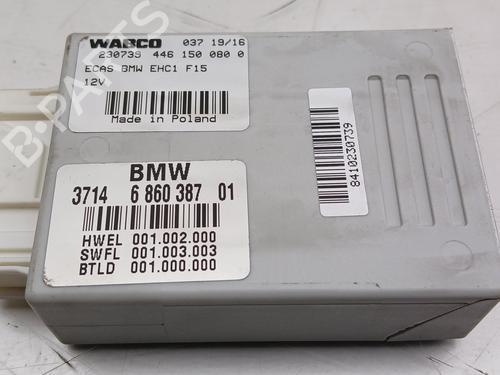 WABCO 037 19/16
230739 446 150 080 0
ECAS BMW EHC1 F15
12V
Made in Poland
8410230739
BMW
3714 6 860 387 01
HWEL 001.002.000
SWFL 001.003.003
BTLD 001.000.000
B-PARTS